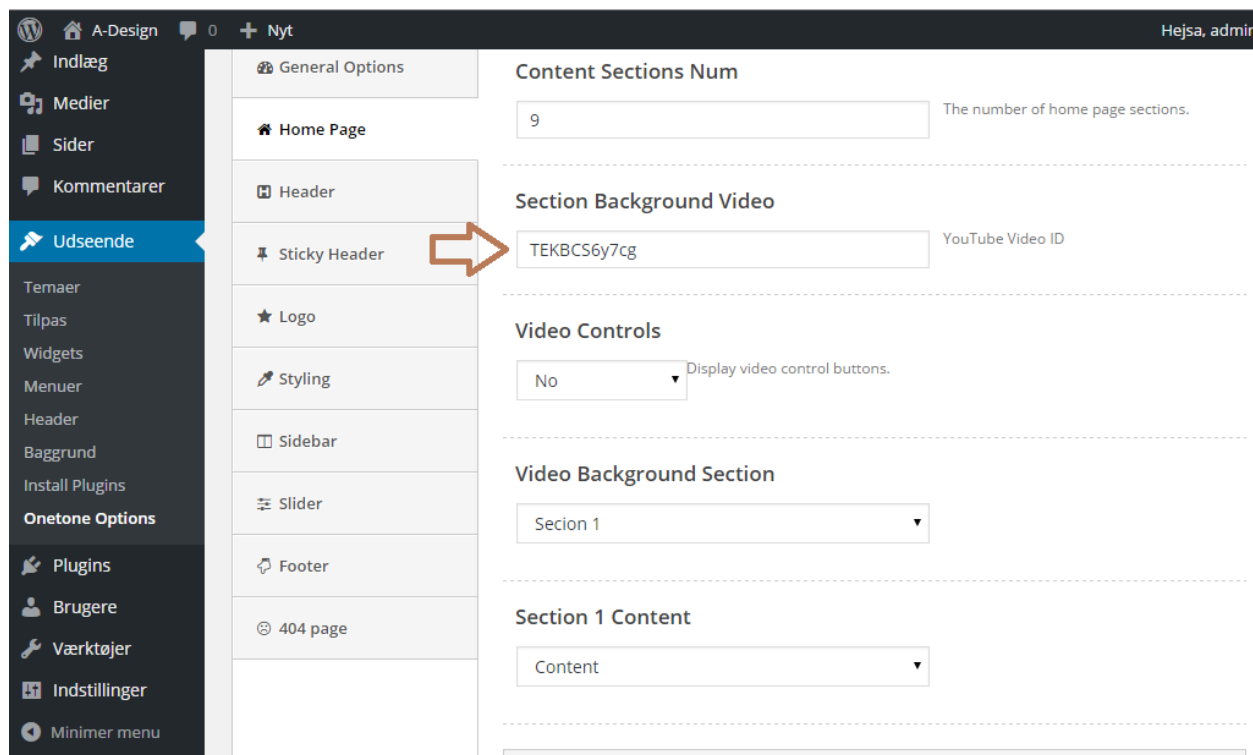 A-Design 0 Nyt Hejsa, admin
Indlæg
Medier
Sider
Kommentarer
Udseende
Temaer
Tilpas
Widgets
Menuer
Header
Baggrund
Install Plugins
Onetone Options
Plugins
Brugere
Værktøjer
Indstillinger
Minimer menu
General Options
Home Page
Header
Sticky Header
Logo
Styling
Sidebar
Slider
Footer
404 page
Content Sections Num
9
The number of home page sections.
Section Background Video
TEKBCS6y7cg
YouTube Video ID
Video Controls
No
Display video control buttons.
Video Background Section
Secion 1
Section 1 Content
Content